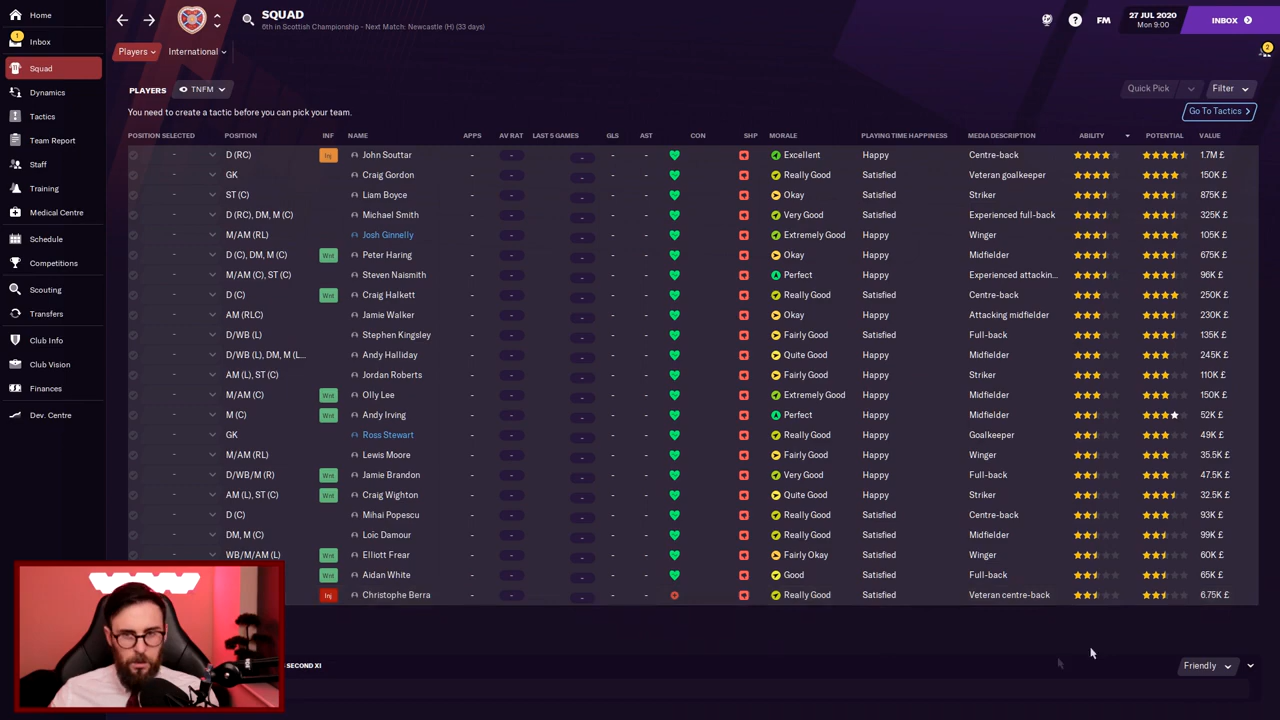 Home
1
Inbox
Squad
Dynamics
Tactics
Team Report
Staff
Training
Medical Centre
Schedule
Competitions
Scouting
Transfers
Club Info
Club Vision
Finances
Dev. Centre
SQUAD
6th in Scottish Championship - Next Match: Newcastle (H) (33 days)
? FM 27 JUL 2020 Mon 9:00 INBOX
Players International 2
PLAYERS TNFM Quick Pick Filter
You need to create a tactic before you can pick your team. Go To Tactics
POSITION SELECTED POSITION INF NAME APPS AV RAT LAST 5 GAMES GLS AST CON SHP MORALE PLAYING TIME HAPPINESS MEDIA DESCRIPTION ABILITY POTENTIAL VALUE
- D (RC) Inj John Souttar - - - - - Excellent Happy Centre-back 1.7M £
- GK Craig Gordon - - - - - Really Good Satisfied Veteran goalkeeper 150K £
- ST (C) Liam Boyce - - - - - Okay Satisfied Striker 875K £
- D (RC), DM, M (C) Michael Smith - - - - - Very Good Satisfied Experienced full-back 325K £
- M/AM (RL) Josh Ginnelly - - - - - Extremely Good Happy Winger 105K £
- D (C), DM, M (C) Wnt Peter Haring - - - - - Okay Happy Midfielder 675K £
- M/AM (C), ST (C) Steven Naismith - - - - - Perfect Happy Experienced attackin... 96K £
- D (C) Wnt Craig Halkett - - - - - Really Good Satisfied Centre-back 250K £
- AM (RLC) Jamie Walker - - - - - Okay Happy Attacking midfielder 230K £
- D/WB (L) Stephen Kingsley - - - - - Fairly Good Satisfied Full-back 135K £
- D/WB (L), DM, M (L... Andy Halliday - - - - - Quite Good Happy Midfielder 245K £
- AM (L), ST (C) Jordan Roberts - - - - - Fairly Good Happy Striker 110K £
- M/AM (C) Wnt Olly Lee - - - - - Extremely Good Happy Midfielder 150K £
- M (C) Wnt Andy Irving - - - - - Perfect Happy Midfielder 52K £
- GK Ross Stewart - - - - - Really Good Happy Goalkeeper 49K £
- M/AM (RL) Lewis Moore - - - - - Fairly Good Happy Winger 35.5K £
- D/WB/M (R) Wnt Jamie Brandon - - - - - Very Good Happy Full-back 47.5K £
- AM (L), ST (C) Wnt Craig Wighton - - - - - Quite Good Happy Striker 32.5K £
- D (C) Mihai Popescu - - - - - Really Good Satisfied Centre-back 93K £
- DM, M (C) Loïc Damour - - - - - Really Good Satisfied Midfielder 99K £
- WB/M/AM (L) Wnt Elliott Frear - - - - - Fairly Okay Satisfied Winger 60K £
Wnt Aidan White - - - - - Good Satisfied Full-back 65K £
Inj Christophe Berra - - - - - Really Good Satisfied Veteran centre-back 6.75K £
SECOND XI Friendly